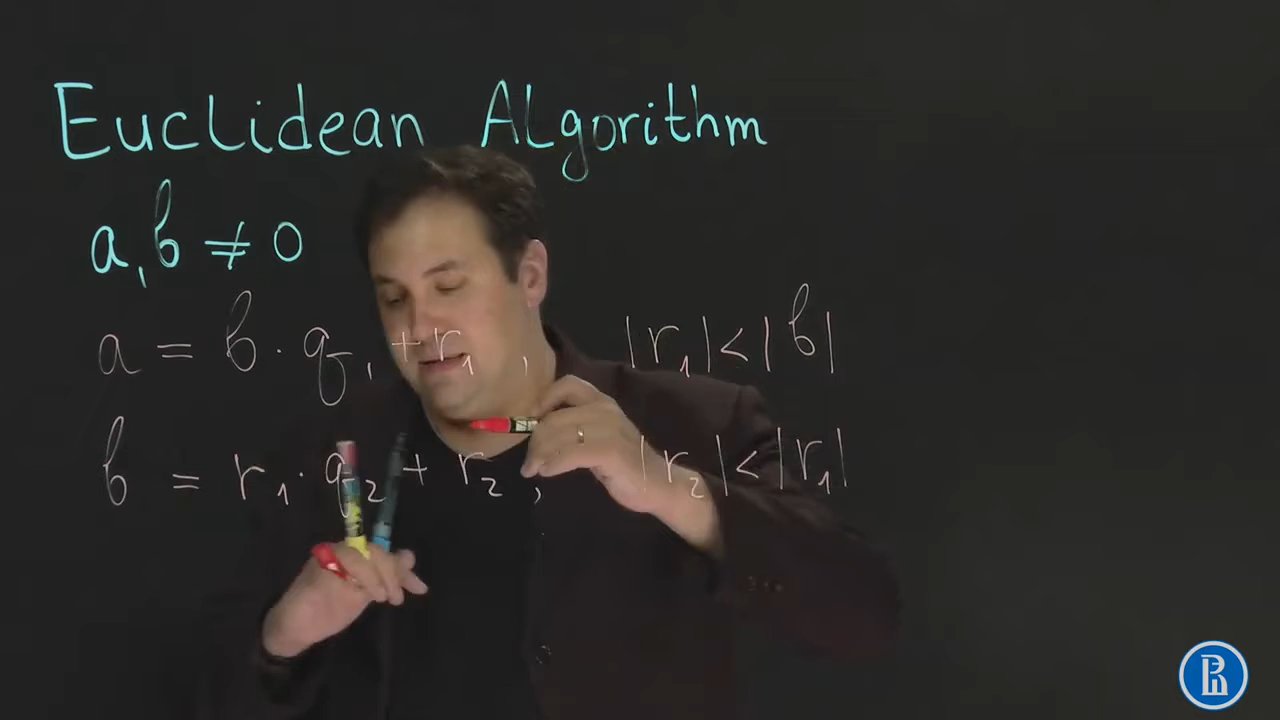 Euclidean Algorithm
a, b ≠ 0
a = b · q₁ + r₁ , |r₁| < |b|
b = r₁ · q₂ + r₂ , |r₂| < |r₁|